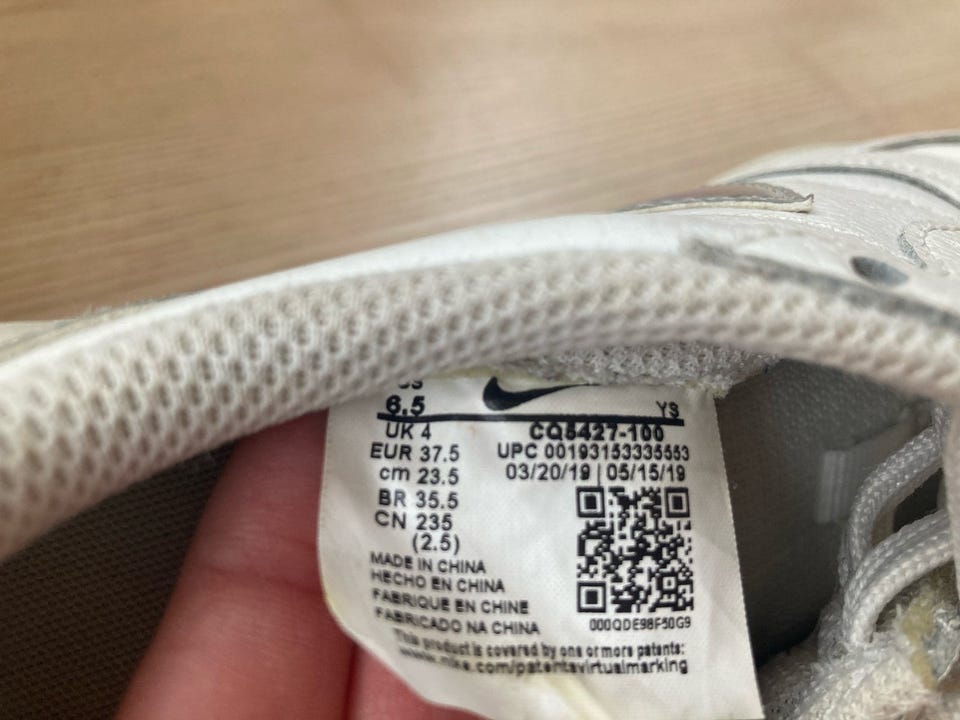 US
6.5
YS
UK 4
CQ5427-100
EUR 37.5
UPC 00193153335553
cm 23.5
03/20/19 | 05/15/19
BR 35.5
CN 235
(2.5)
MADE IN CHINA
HECHO EN CHINA
FABRIQUE EN CHINE
FABRICADO NA CHINA
000QDE98F50G9
This product is covered by one or more patents:
www.nike.com/patentsvirtualmarking